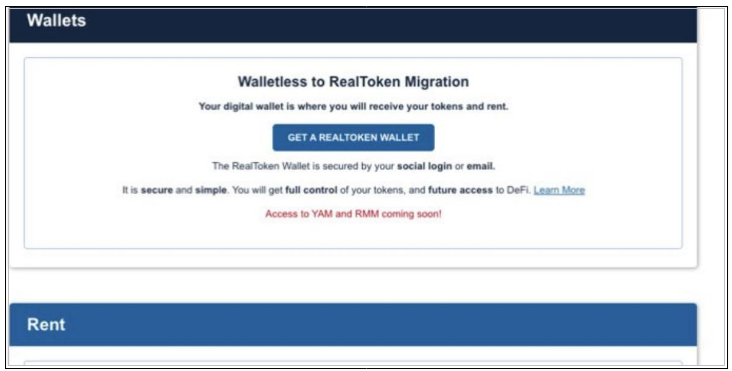 Wallets
Walletless to RealToken Migration
Your digital wallet is where you will receive your tokens and rent.
GET A REALTOKEN WALLET
The RealToken Wallet is secured by your social login or email.
It is secure and simple. You will get full control of your tokens, and future access to DeFi. Learn More
Access to YAM and RMM coming soon!
Rent